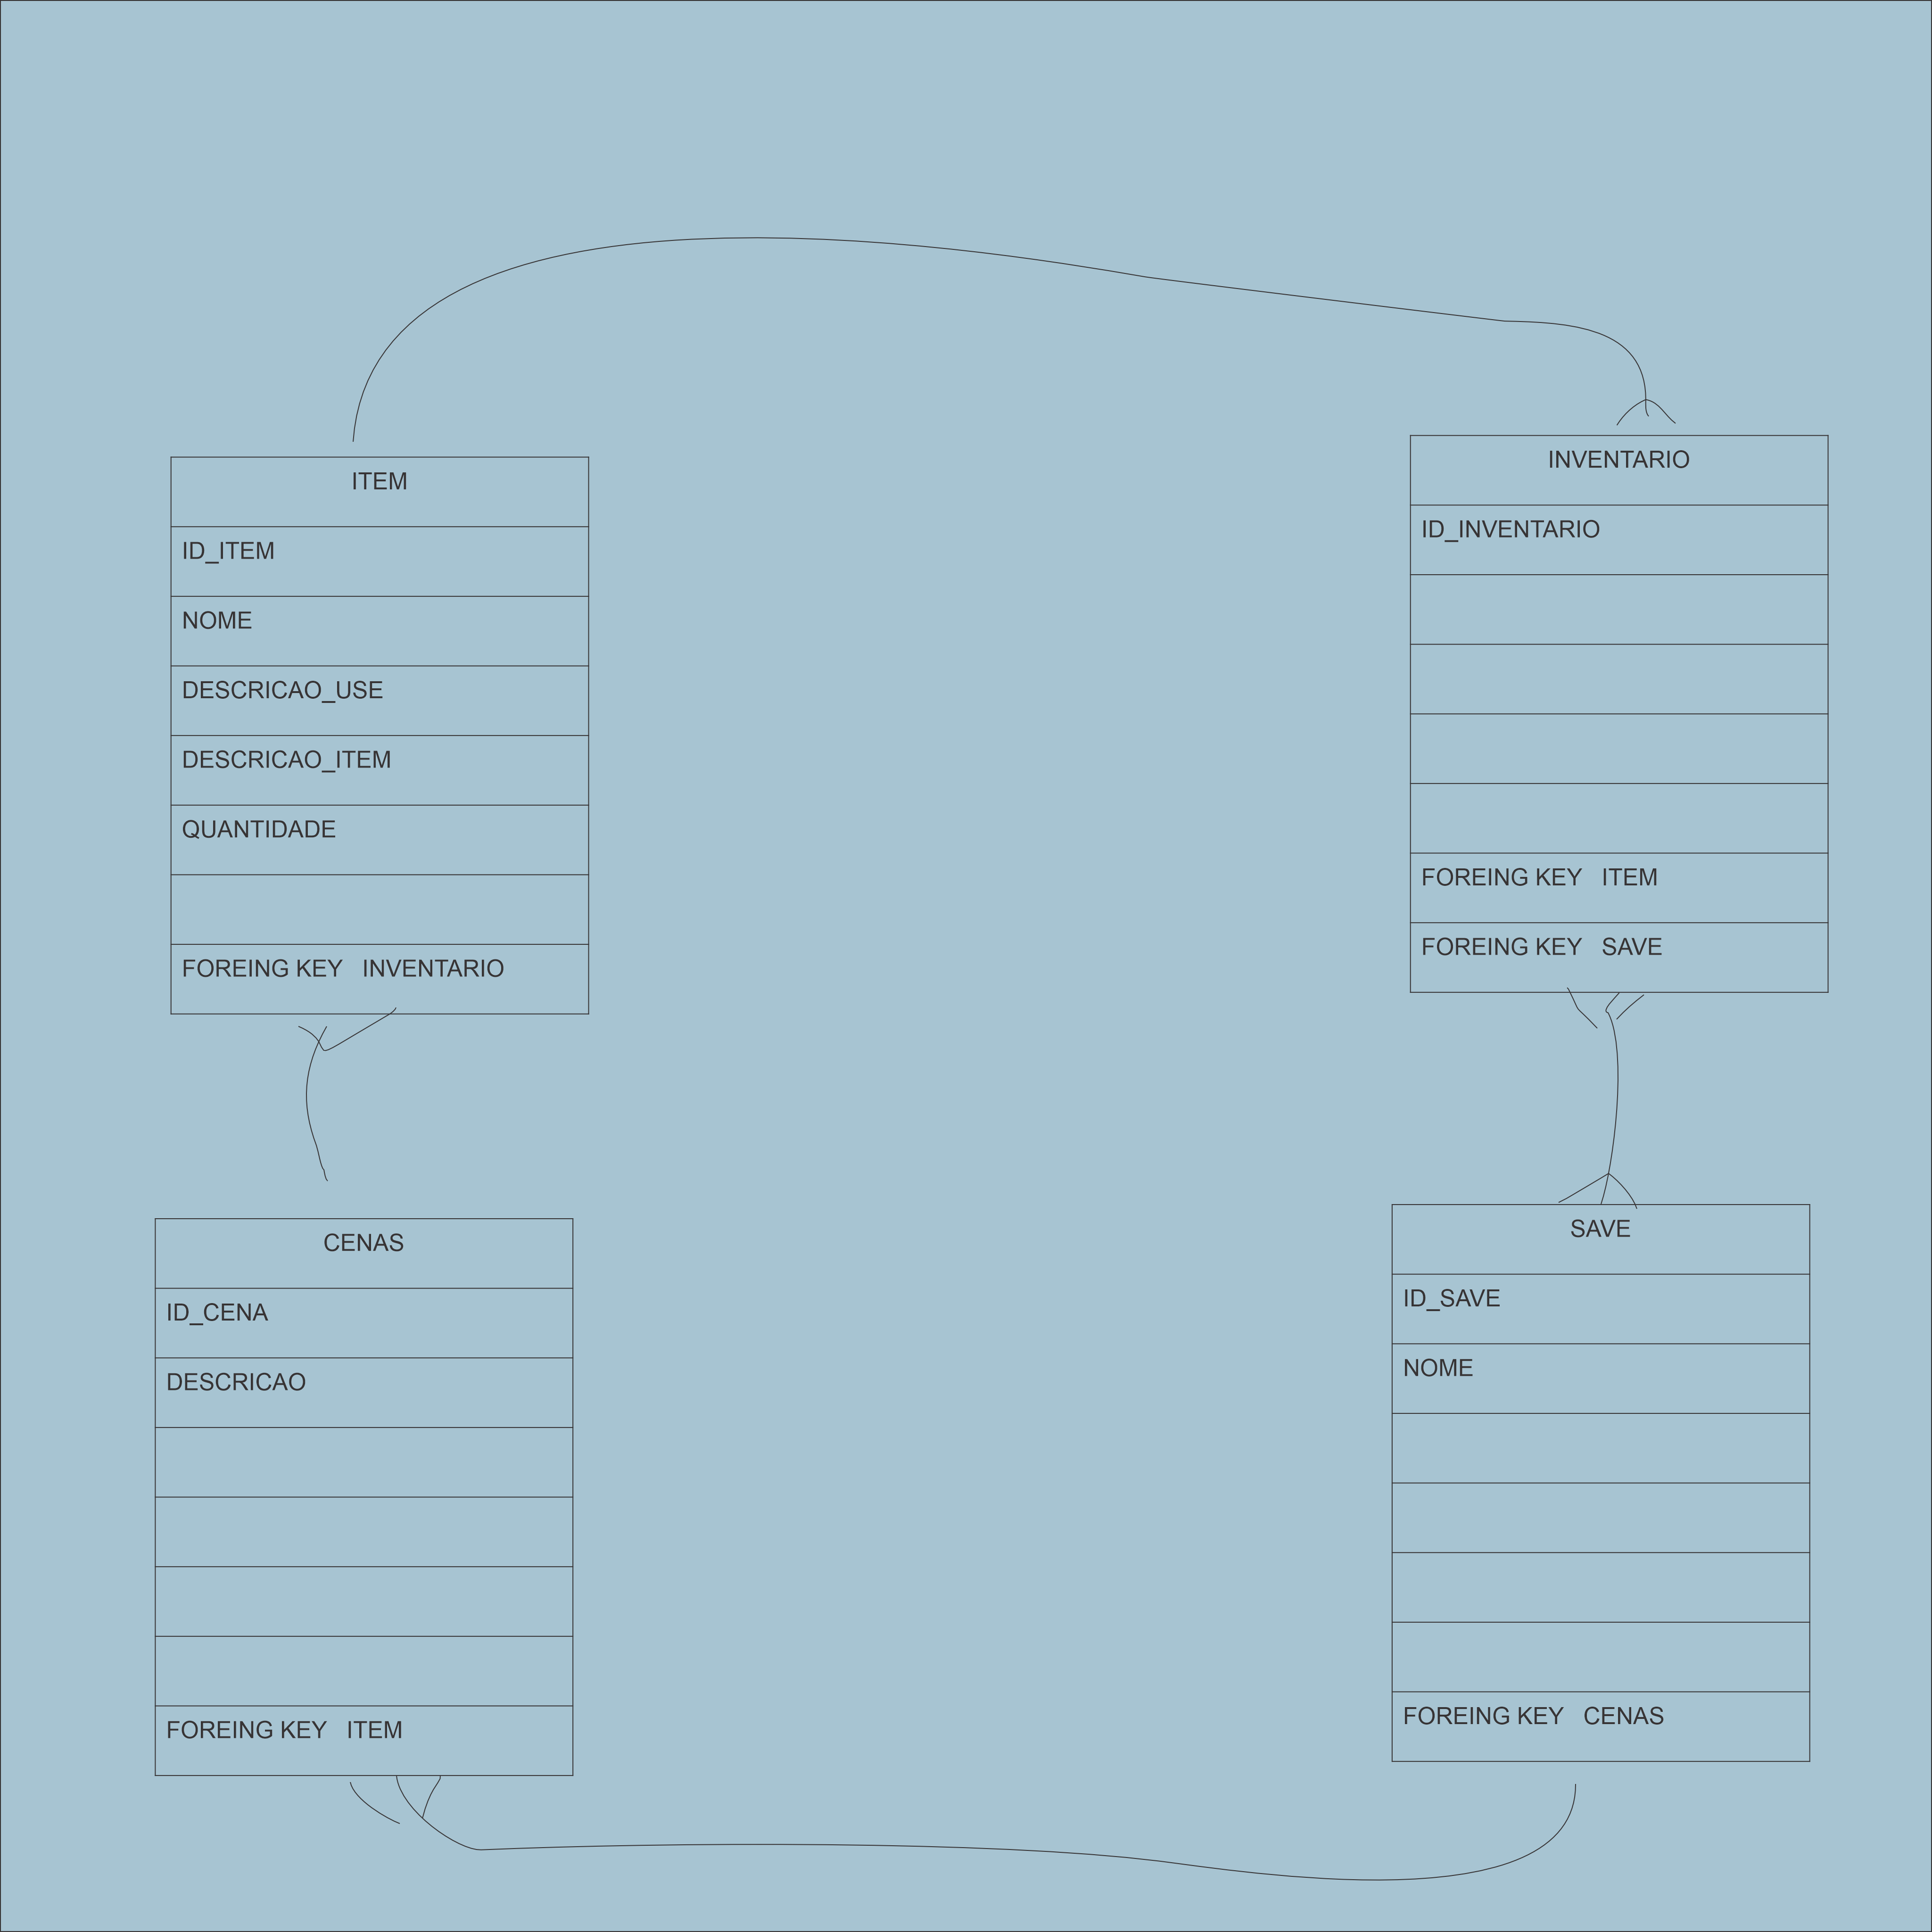 ITEM
ID_ITEM
NOME
DESCRICAO_USE
DESCRICAO_ITEM
QUANTIDADE
FOREING KEY INVENTARIO
INVENTARIO
ID_INVENTARIO
FOREING KEY ITEM
FOREING KEY SAVE
CENAS
ID_CENA
DESCRICAO
FOREING KEY ITEM
SAVE
ID_SAVE
NOME
FOREING KEY CENAS